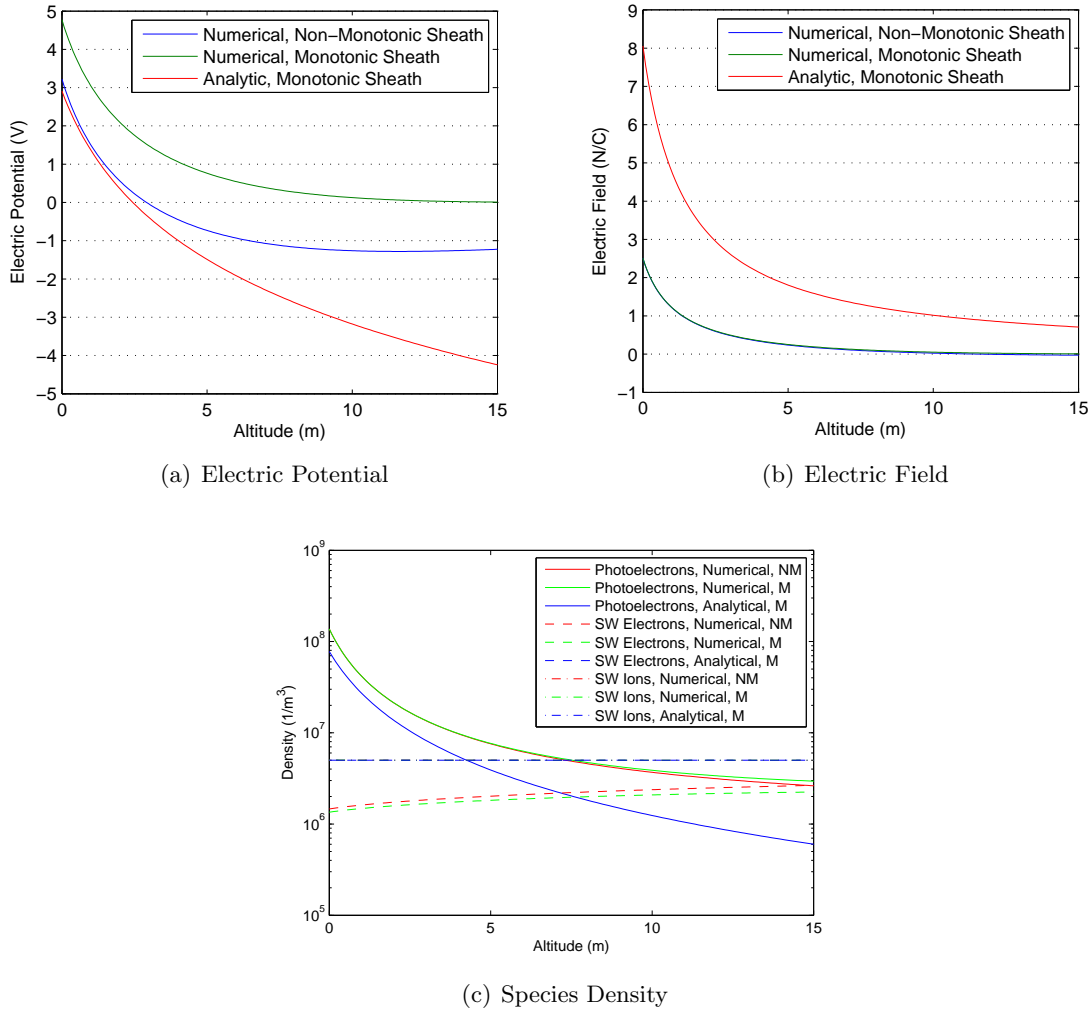 5
4
3
2
1
0
−1
−2
−3
−4
−5
0
5
10
15
Electric Potential (V)
Altitude (m)
Numerical, Non−Monotonic Sheath
Numerical, Monotonic Sheath
Analytic, Monotonic Sheath
(a) Electric Potential
9
8
7
6
5
4
3
2
1
0
−1
0
5
10
15
Electric Field (N/C)
Altitude (m)
Numerical, Non−Monotonic Sheath
Numerical, Monotonic Sheath
Analytic, Monotonic Sheath
(b) Electric Field
10^9
10^8
10^7
10^6
10^5
0
5
10
15
Density (1/m^3)
Altitude (m)
Photoelectrons, Numerical, NM
Photoelectrons, Numerical, M
Photoelectrons, Analytical, M
SW Electrons, Numerical, NM
SW Electrons, Numerical, M
SW Electrons, Analytical, M
SW Ions, Numerical, NM
SW Ions, Numerical, M
SW Ions, Analytical, M
(c) Species Density